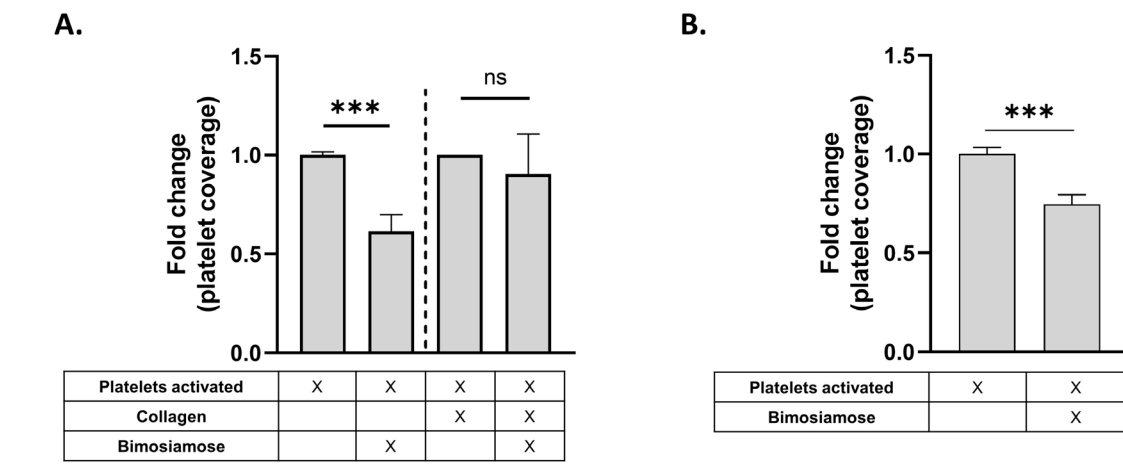 A.
Fold change
(platelet coverage)
1.5
1.0
0.5
0.0
***
ns
Platelets activated X X X X
Collagen X X
Bimosiamose X X
B.
Fold change
(platelet coverage)
1.5
1.0
0.5
0.0
***
Platelets activated X X
Bimosiamose X